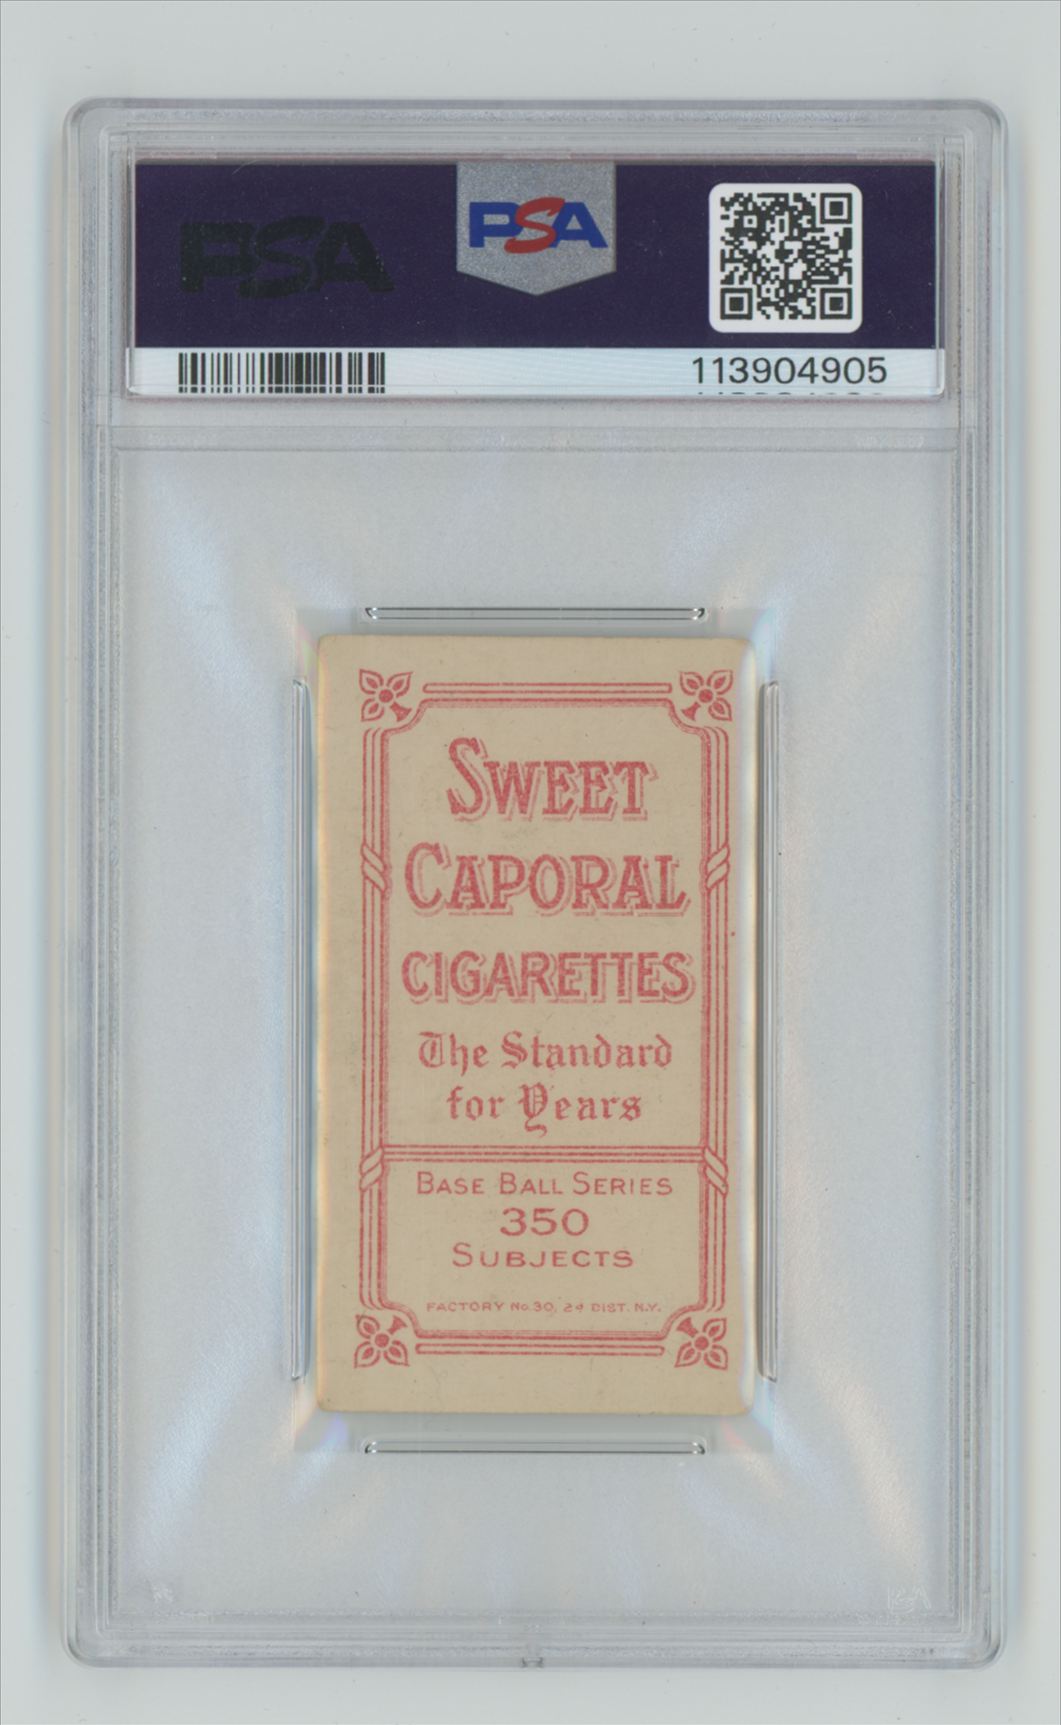 PSA
PSA
113904905
SWEET
CAPORAL
CIGARETTES
The Standard
for Years
BASE BALL SERIES
350
SUBJECTS
FACTORY No. 30, 2d DIST. N.Y.